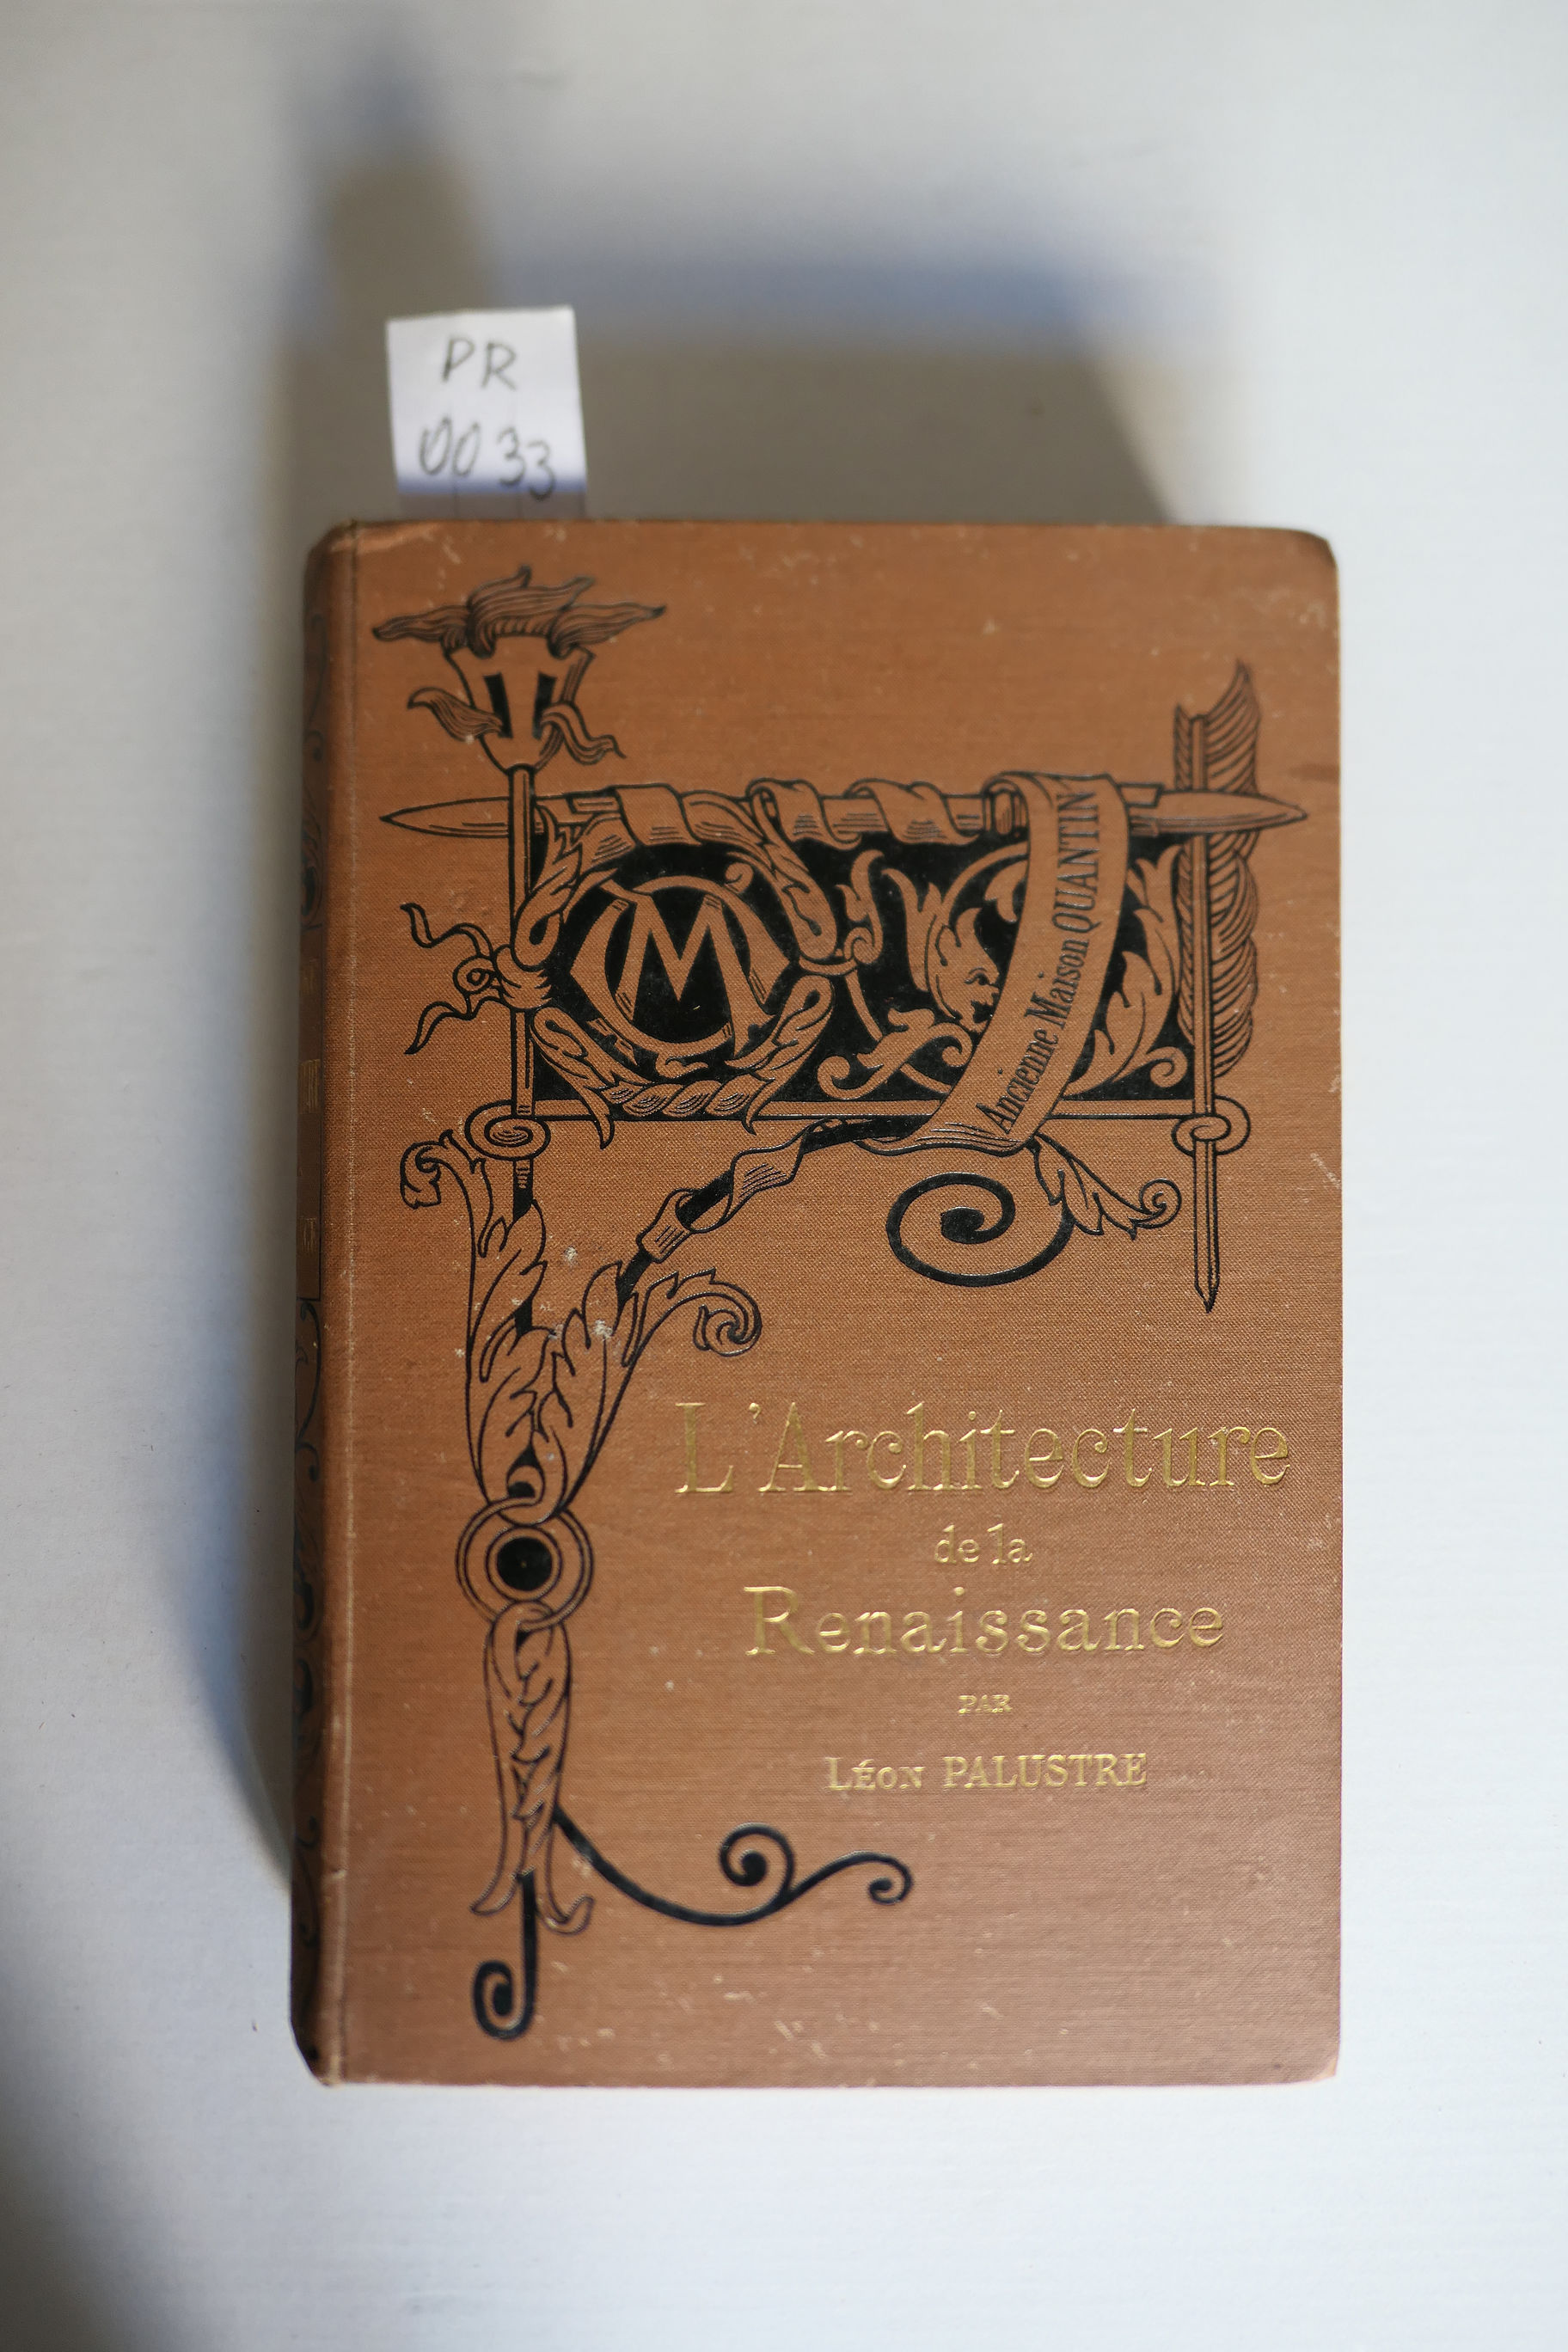 PR
0033
M
Ancienne Maison QUANTIN
L'Architecture
de la
Renaissance
PAR
LÉON PALUSTRE